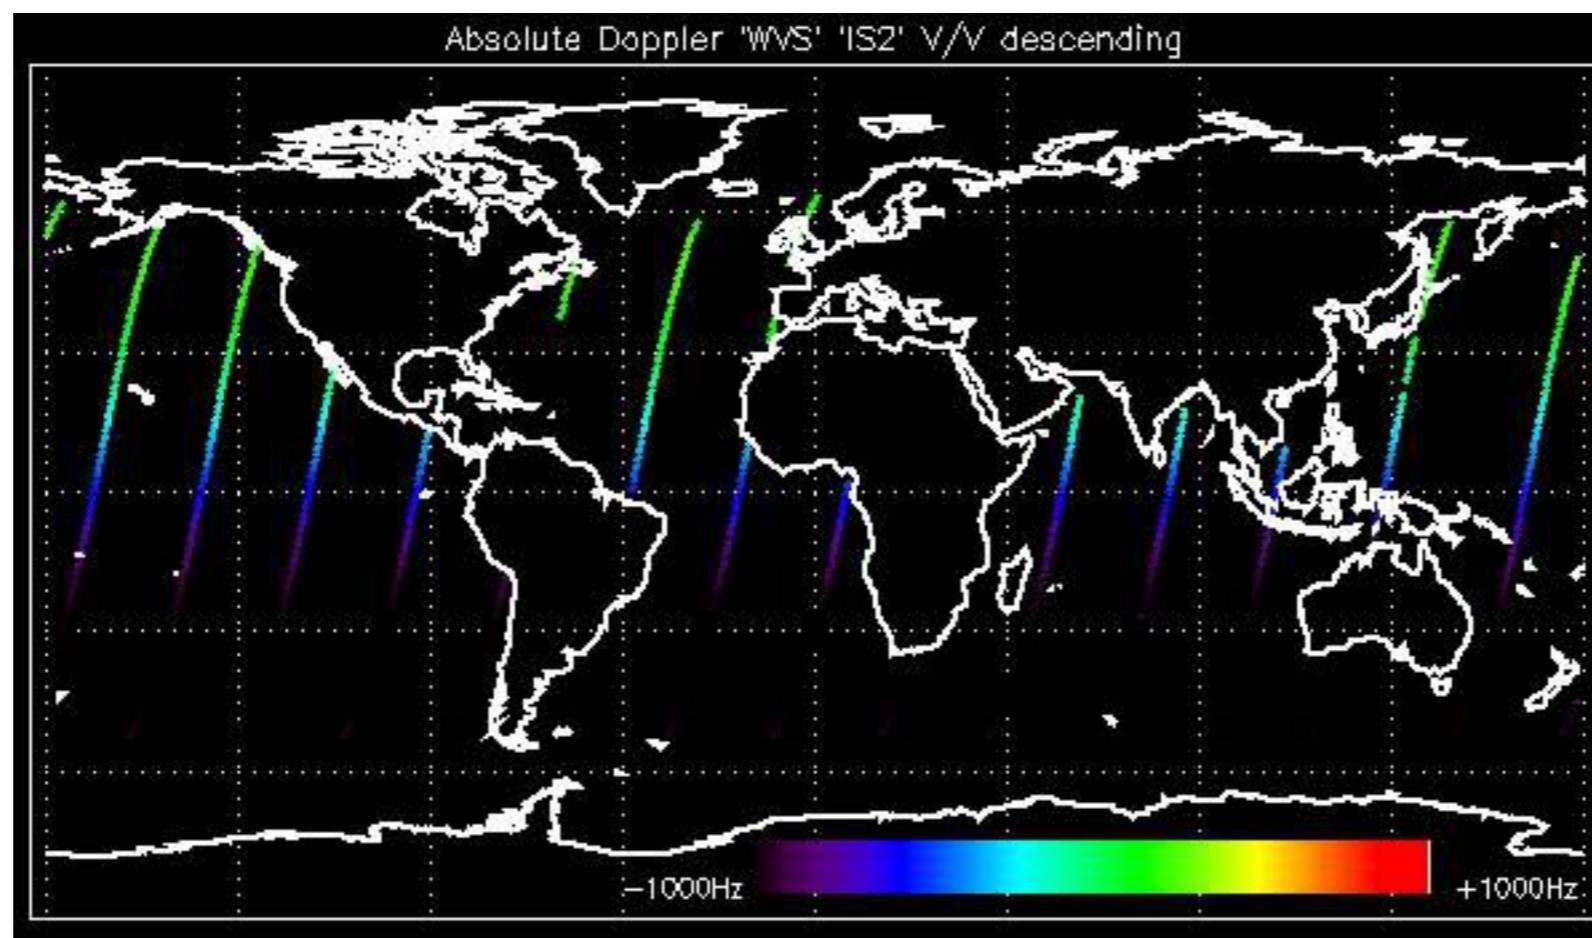 Absolute Doppler 'WVS' 'IS2' V/V descending
−1000Hz
+1000Hz